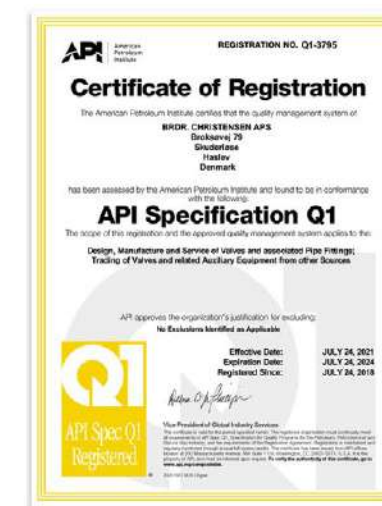 API
American
Petroleum
Institute
REGISTRATION NO. Q1-3795
Certificate of Registration
The American Petroleum Institute certifies that the quality management system of
BRDR. CHRISTENSEN APS
Broksøvej 79
Skuderløse
Haslev
Denmark
has been assessed by the American Petroleum Institute and found to be in conformance
with the following:
API Specification Q1
The scope of this registration and the approved quality management system applies to the:
Design, Manufacture and Service of Valves and associated Pipe Fittings;
Trading of Valves and related Auxiliary Equipment from other Sources
API approves the organization's justification for excluding:
No Exclusions Identified as Applicable
Effective Date: JULY 24, 2021
Expiration Date: JULY 24, 2024
Registered Since: JULY 24, 2018
Q1
API Spec Q1
Registered
Vice President of Global Industry Services